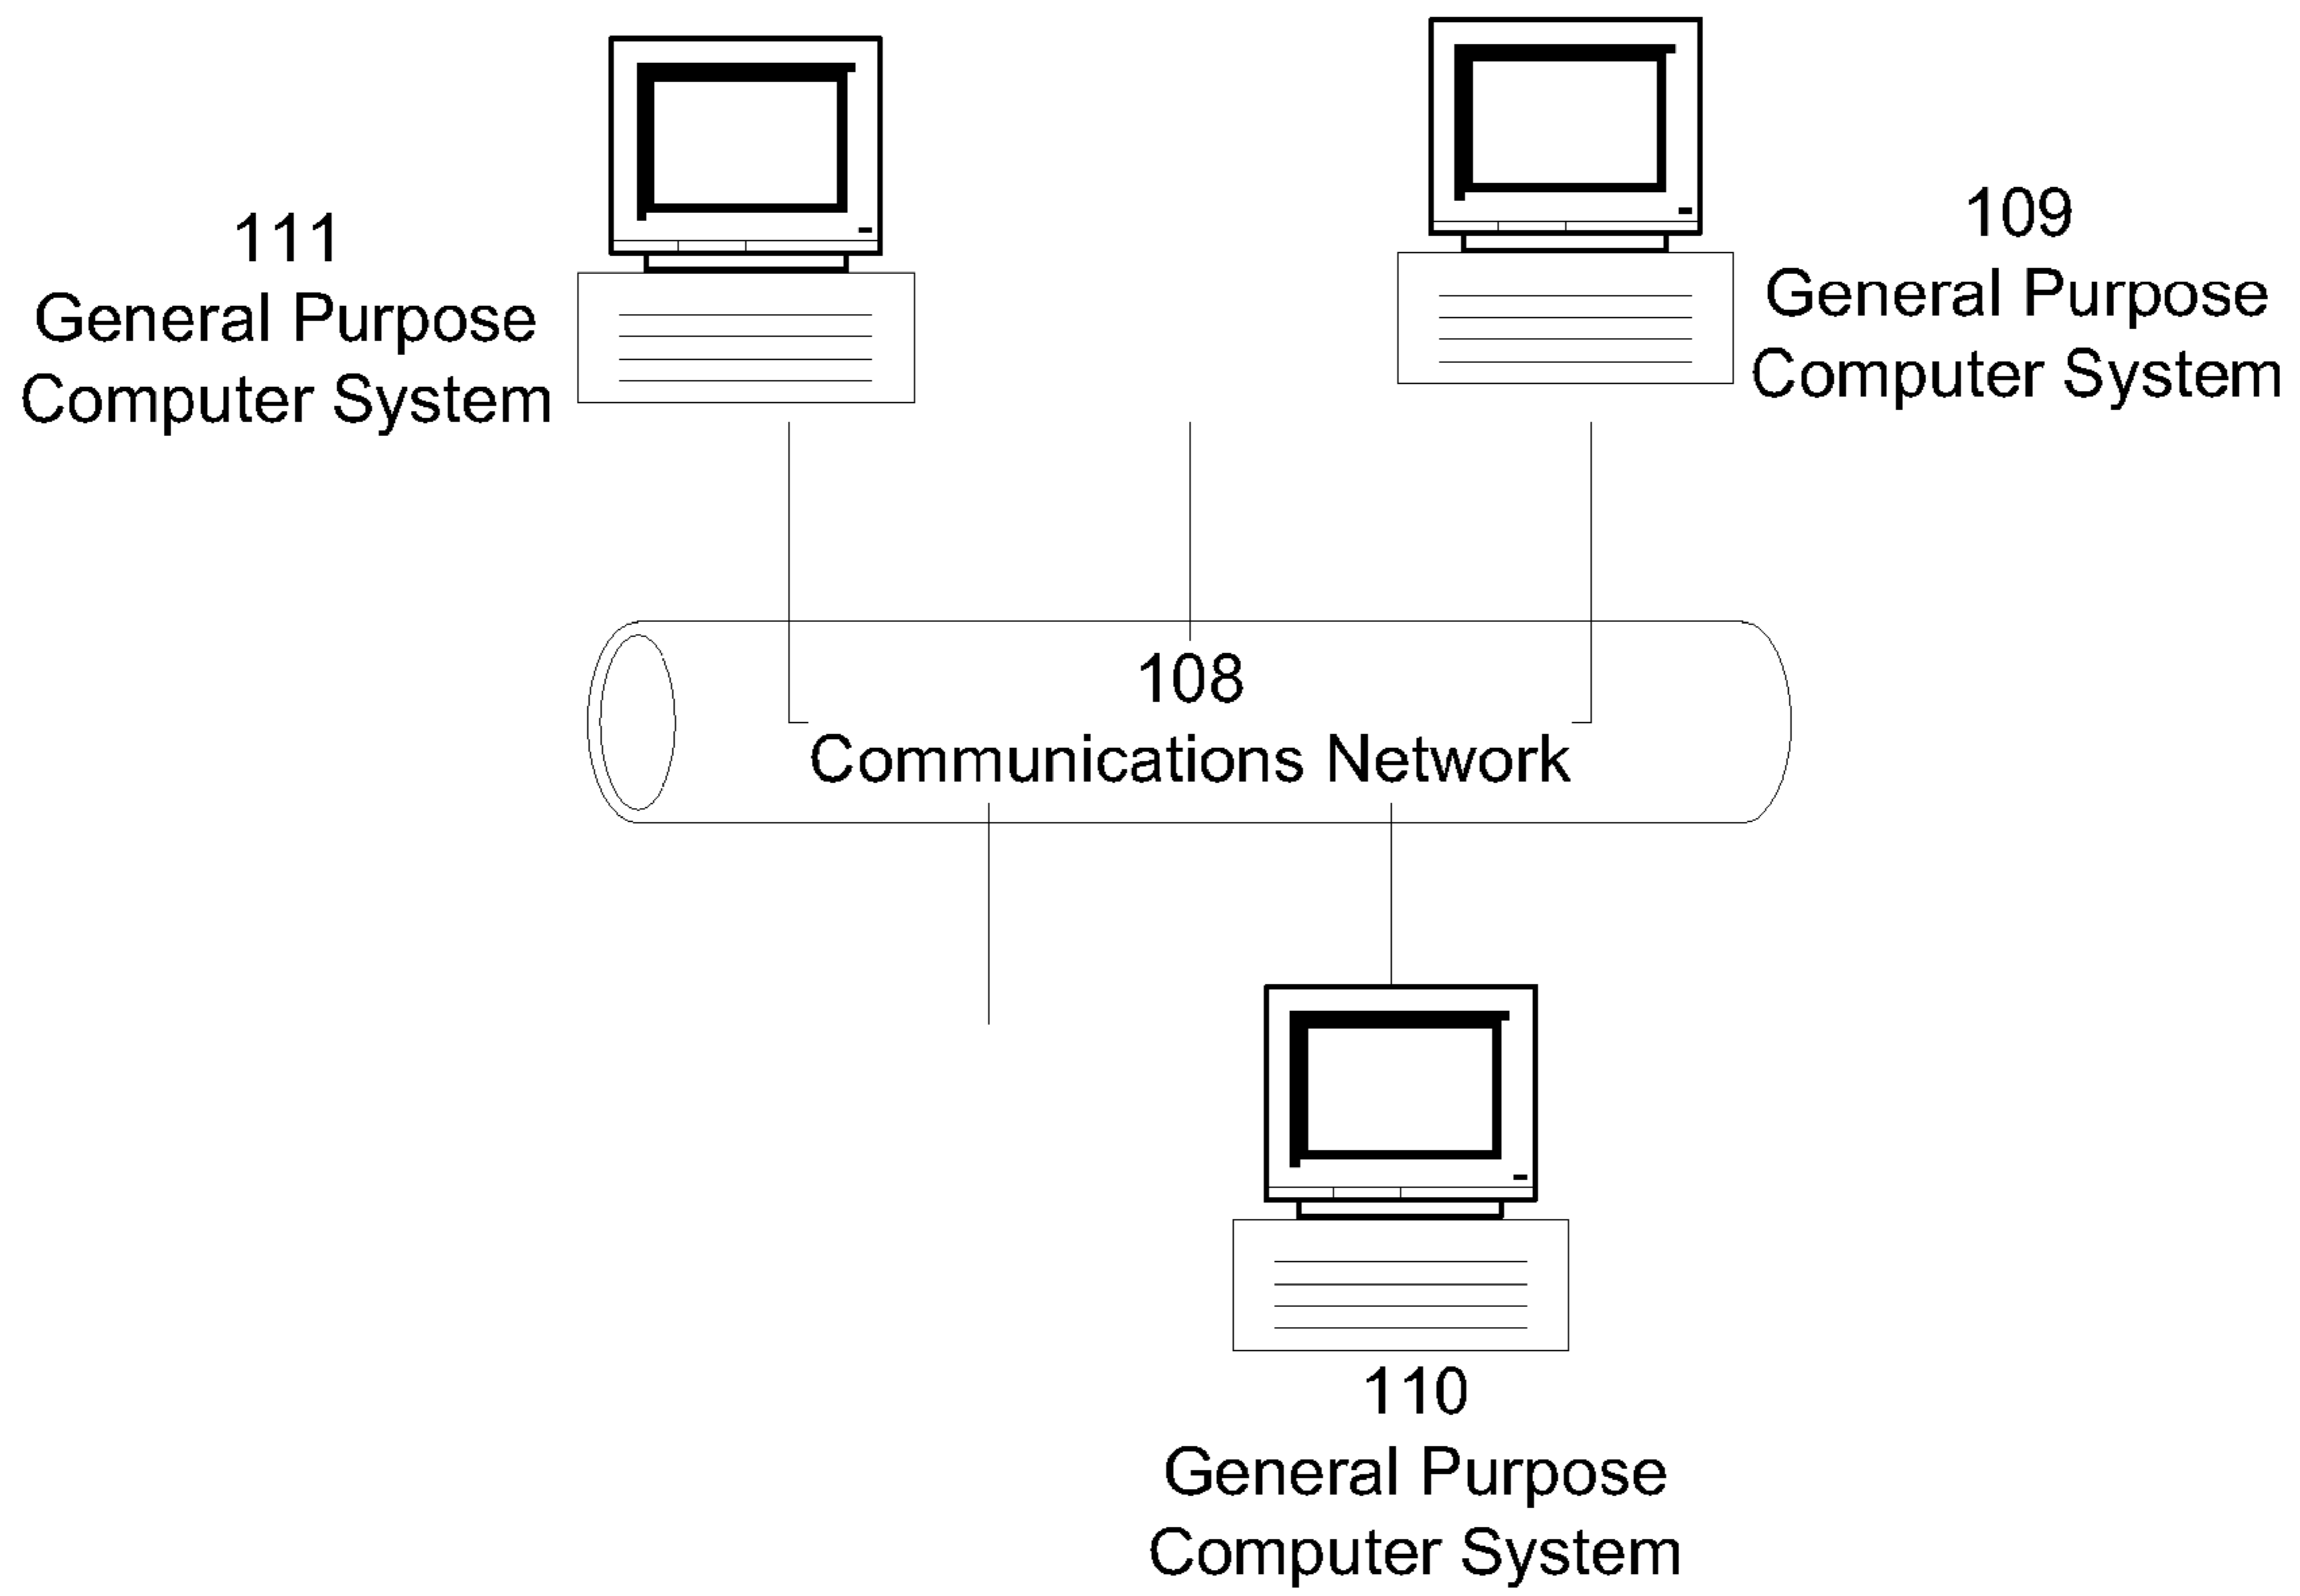 111
General Purpose
Computer System
109
General Purpose
Computer System
108
Communications Network
110
General Purpose
Computer System